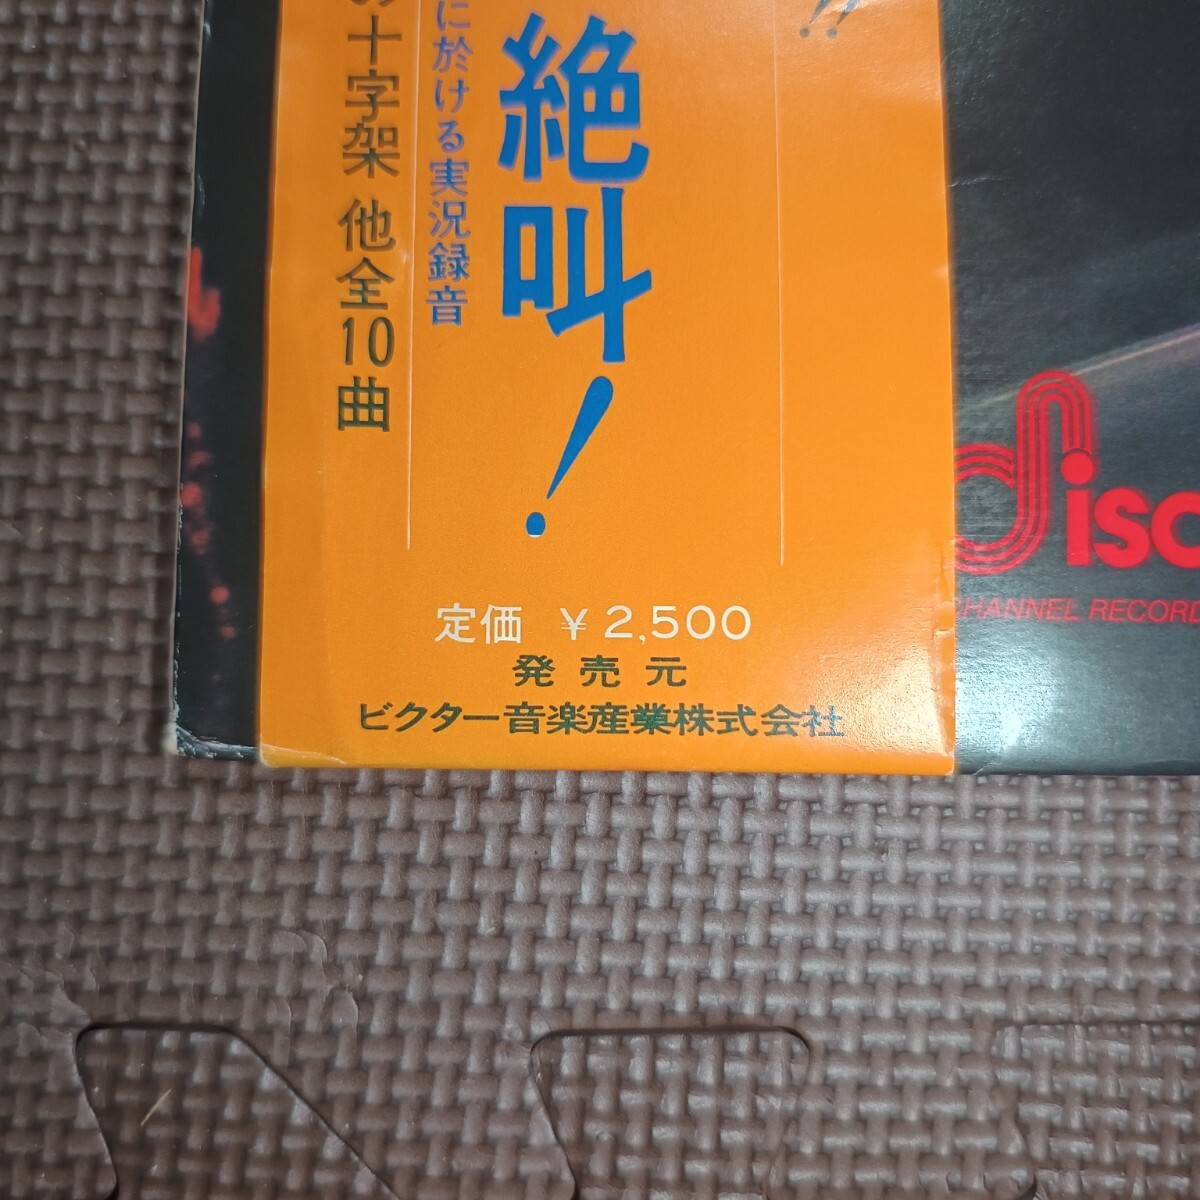 !!
絶叫!
に於ける実況録音
の十字架 他全10曲
定価 ¥2,500
発売元
ビクター音楽産業株式会社
disc
CHANNEL RECORD